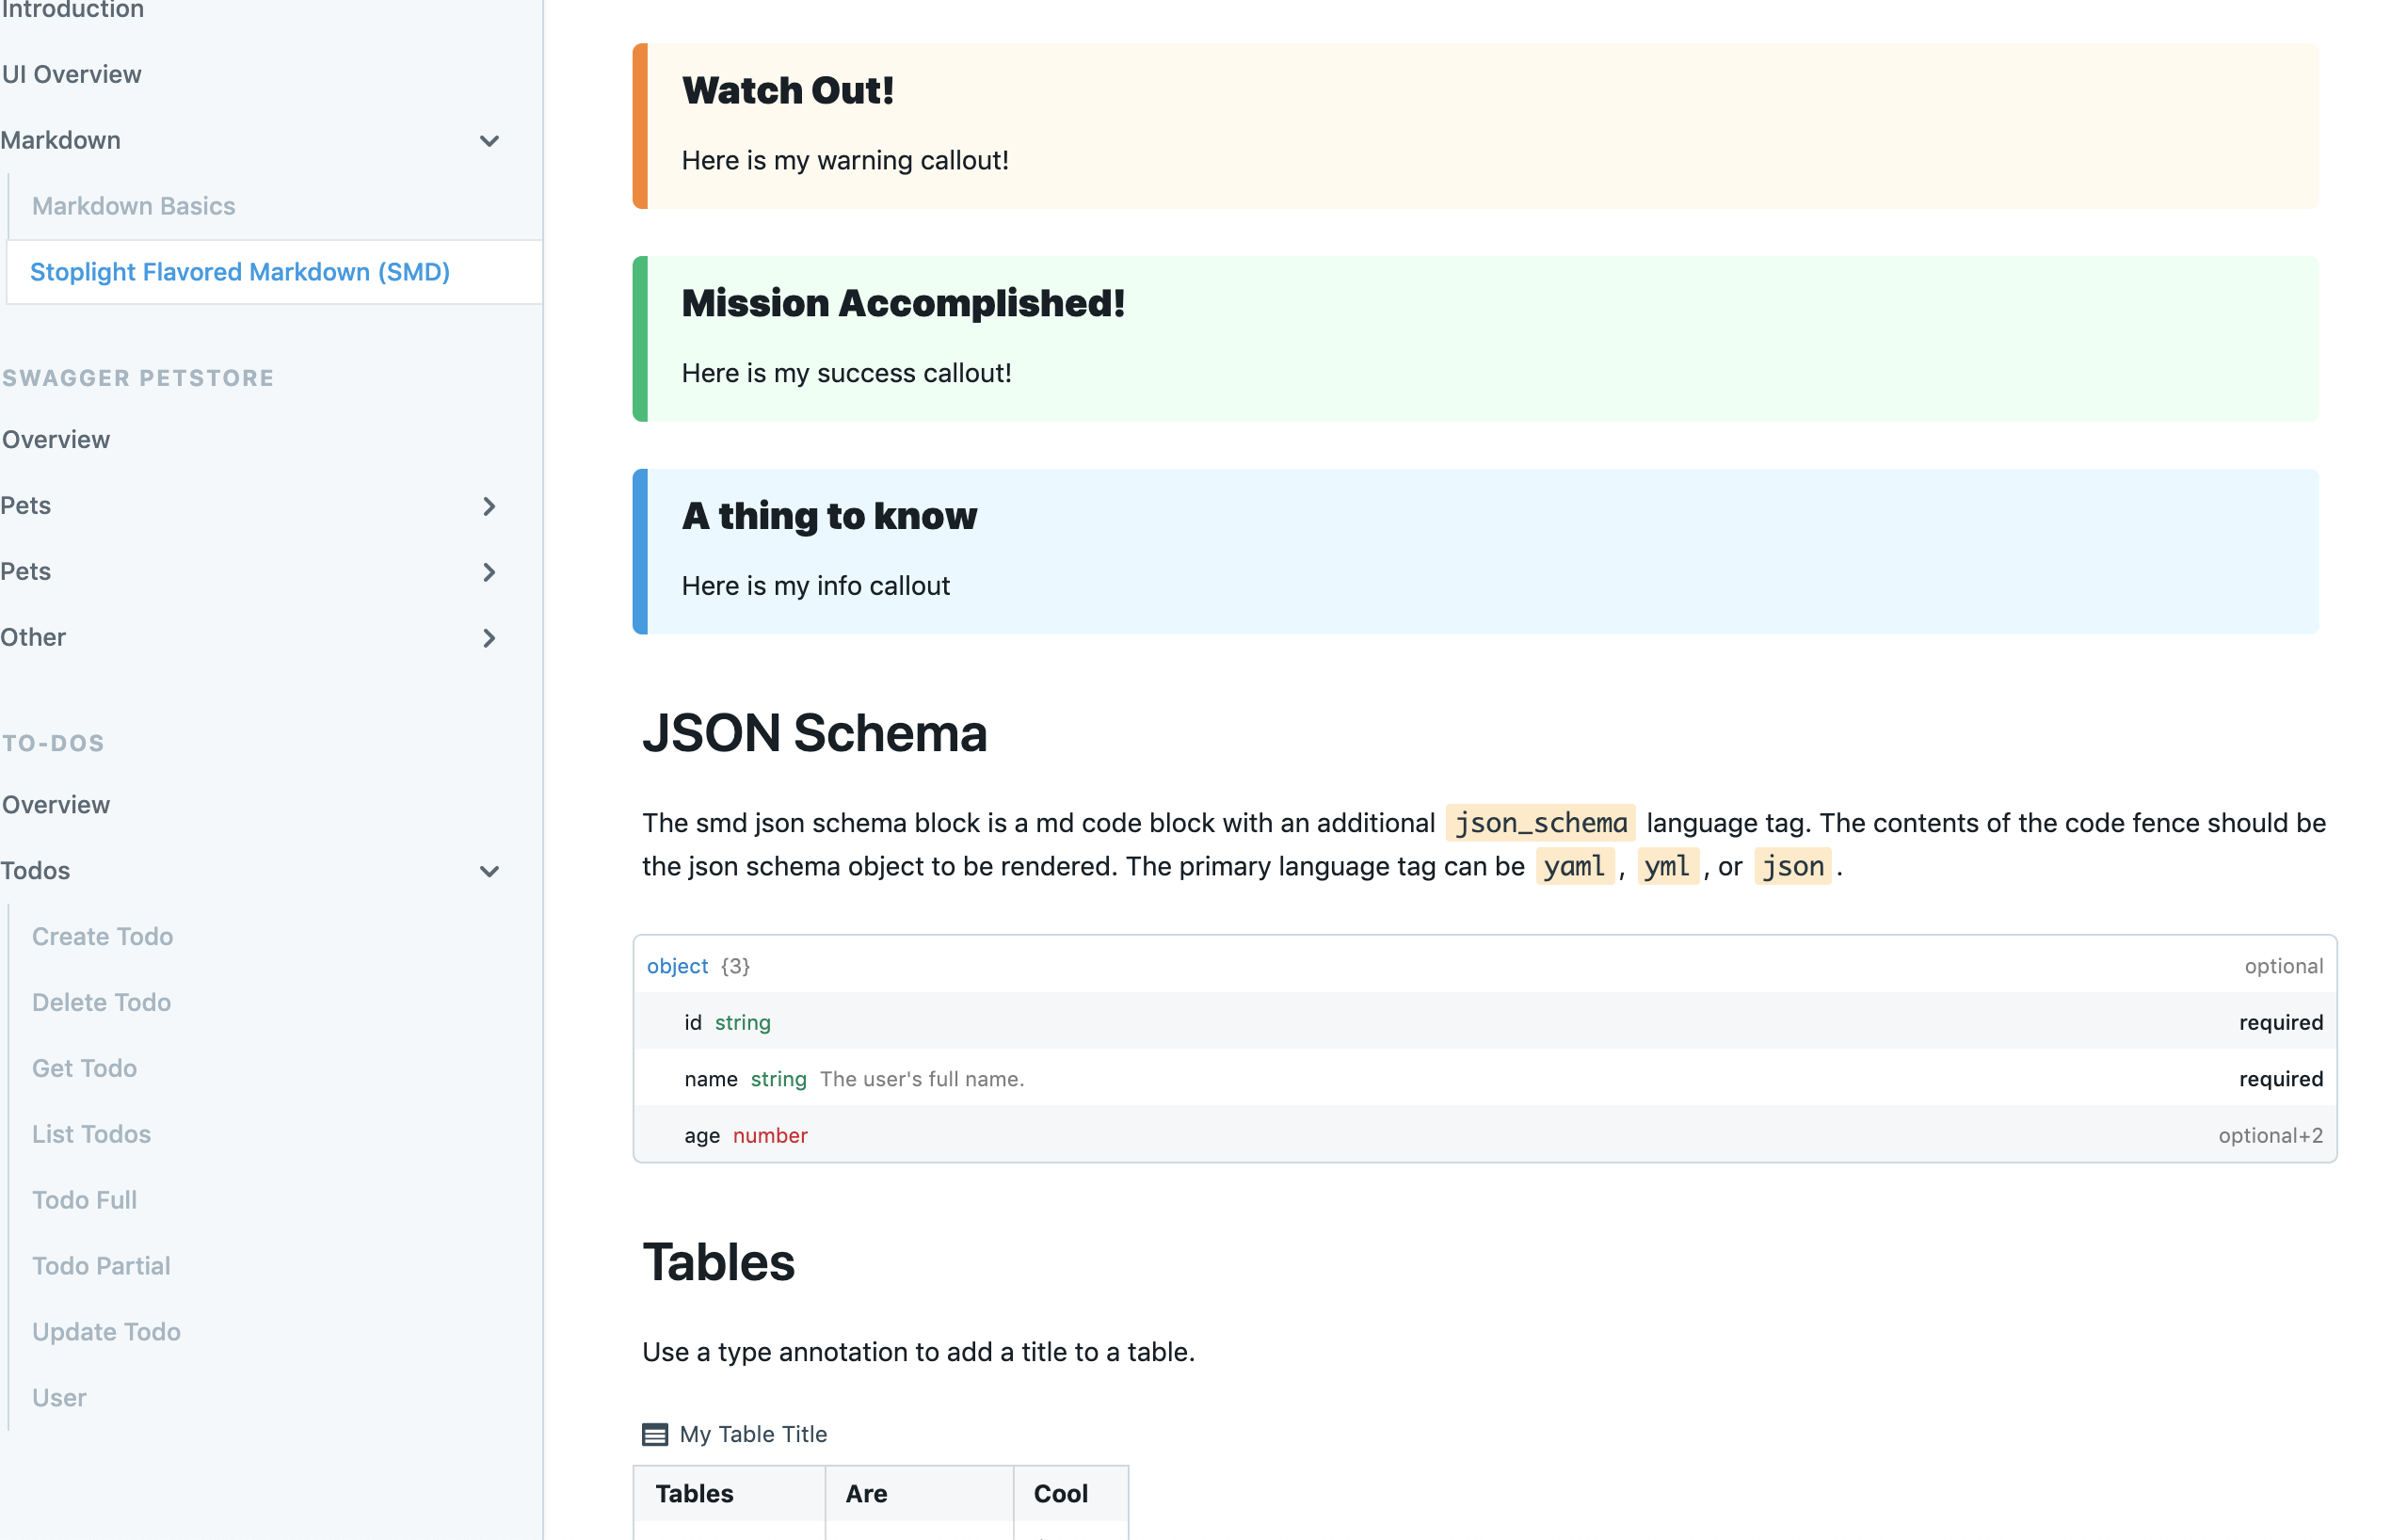 Introduction
UI Overview
Markdown
Markdown Basics
Stoplight Flavored Markdown (SMD)
SWAGGER PETSTORE
Overview
Pets
Pets
Other
TO-DOS
Overview
Todos
Create Todo
Delete Todo
Get Todo
List Todos
Todo Full
Todo Partial
Update Todo
User
Watch Out!
Here is my warning callout!
Mission Accomplished!
Here is my success callout!
A thing to know
Here is my info callout
JSON Schema
The smd json schema block is a md code block with an additional json_schema language tag. The contents of the code fence should be
the json schema object to be rendered. The primary language tag can be yaml, yml, or json.
object {3} optional
id string required
name string The user's full name. required
age number optional+2
Tables
Use a type annotation to add a title to a table.
My Table Title
Tables Are Cool